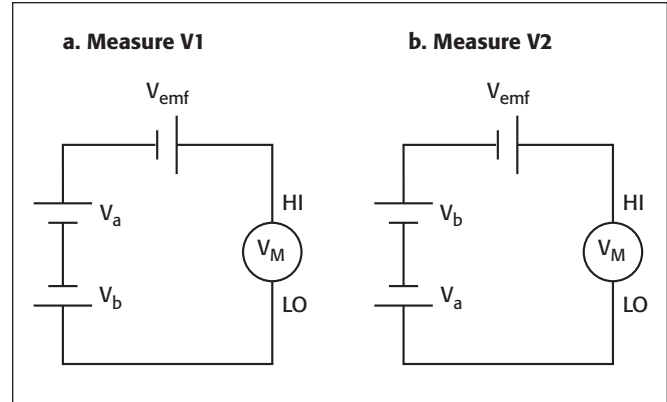 a. Measure V1
b. Measure V2
Vemf
Vemf
HI
HI
Va
Vb
VM
VM
Vb
LO
Va
LO